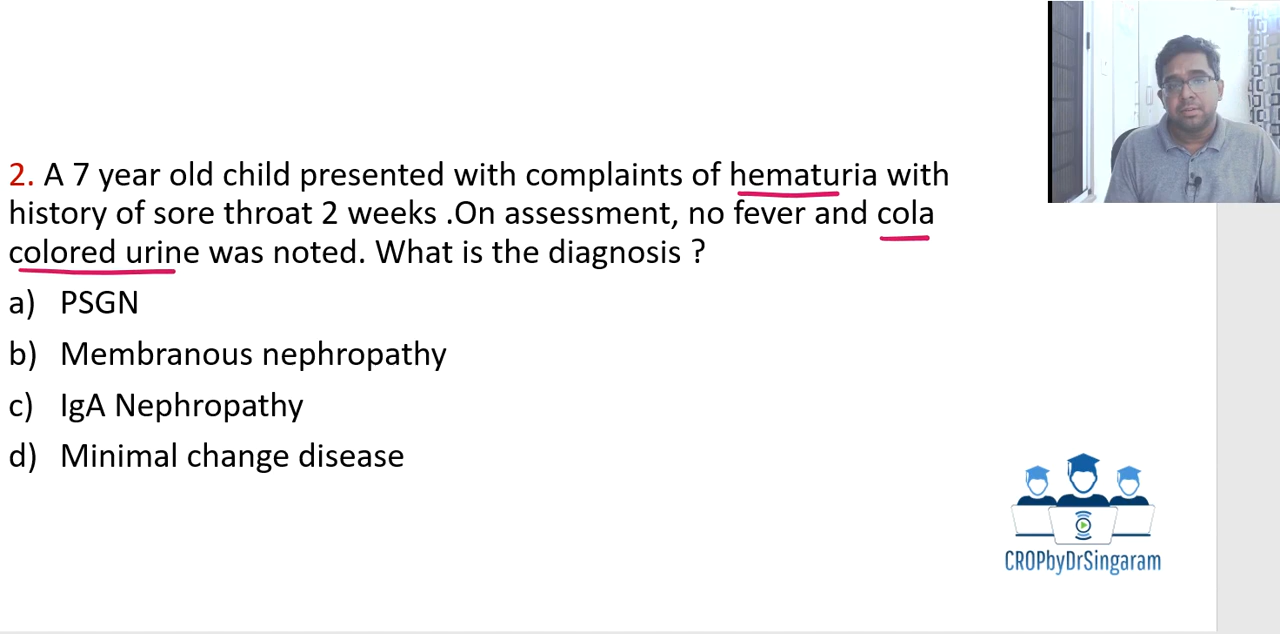 2. A 7 year old child presented with complaints of hematuria with
history of sore throat 2 weeks .On assessment, no fever and cola
colored urine was noted. What is the diagnosis ?
a) PSGN
b) Membranous nephropathy
c) IgA Nephropathy
d) Minimal change disease
CROPbyDrSingaram